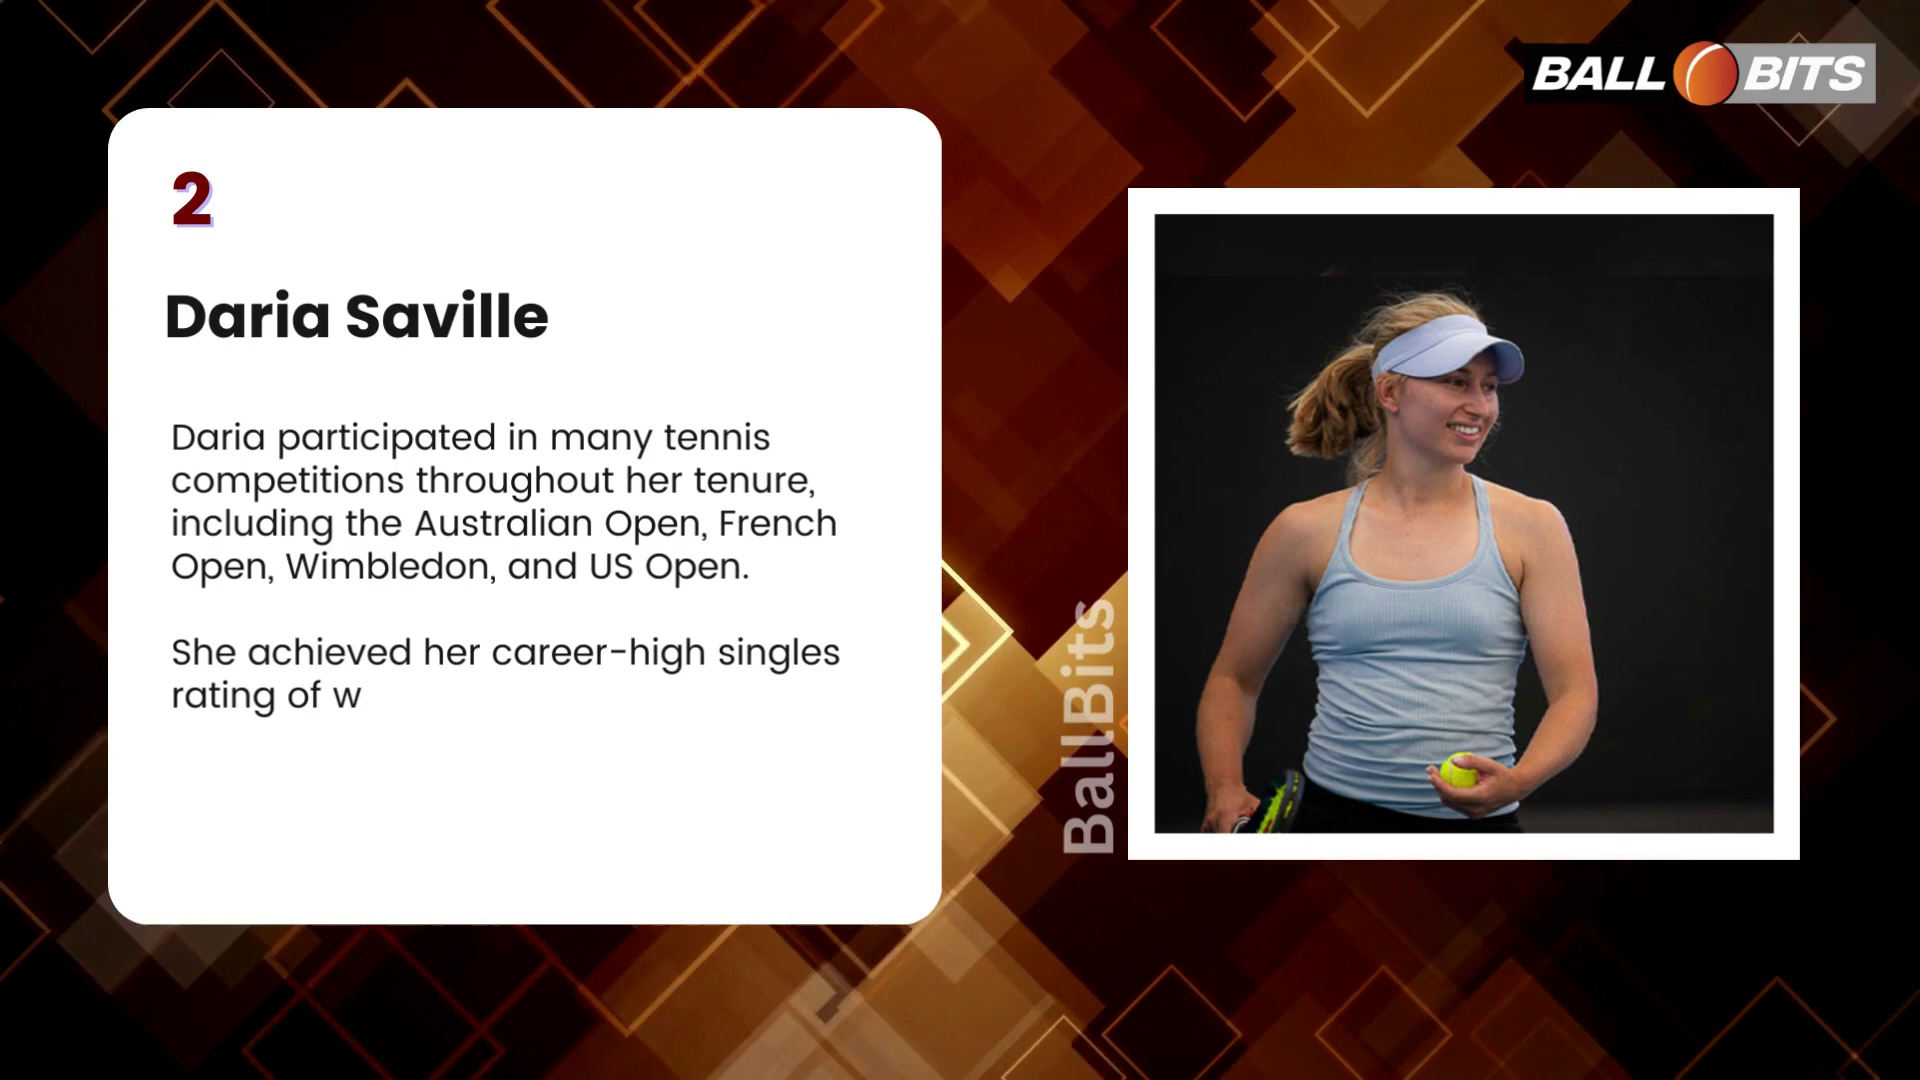 BALL BITS
2
Daria Saville
Daria participated in many tennis
competitions throughout her tenure,
including the Australian Open, French
Open, Wimbledon, and US Open.
She achieved her career-high singles
rating of w
BallBits